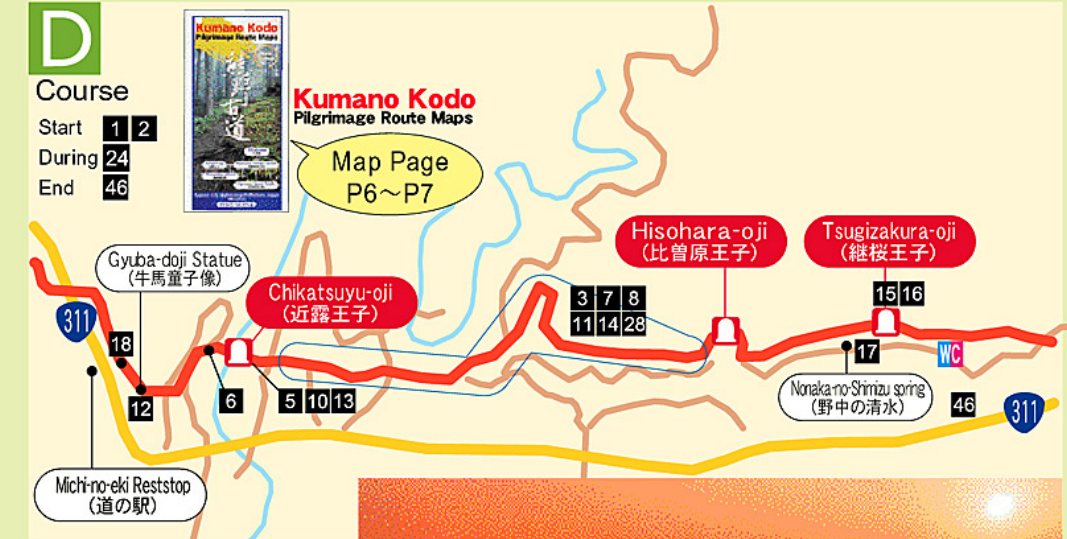 D
Course
Start 1 2
During 24
End 46
Kumano Kodo
Pilgrimage Route Maps
熊野古道
Kumano Kodo
Pilgrimage Route Maps
Map Page
P6～P7
Gyuba-doji Statue
(牛馬童子像)
Chikatsuyu-oji
(近露王子)
Hisohara-oji
(比曽原王子)
Tsugizakura-oji
(継桜王子)
311
18
12
6
5 10 13
3 7 8
11 14 28
15 16
17
WC
Nonaka-no-Shimizu spring
(野中の清水)
46
311
Michi-no-eki Reststop
(道の駅)